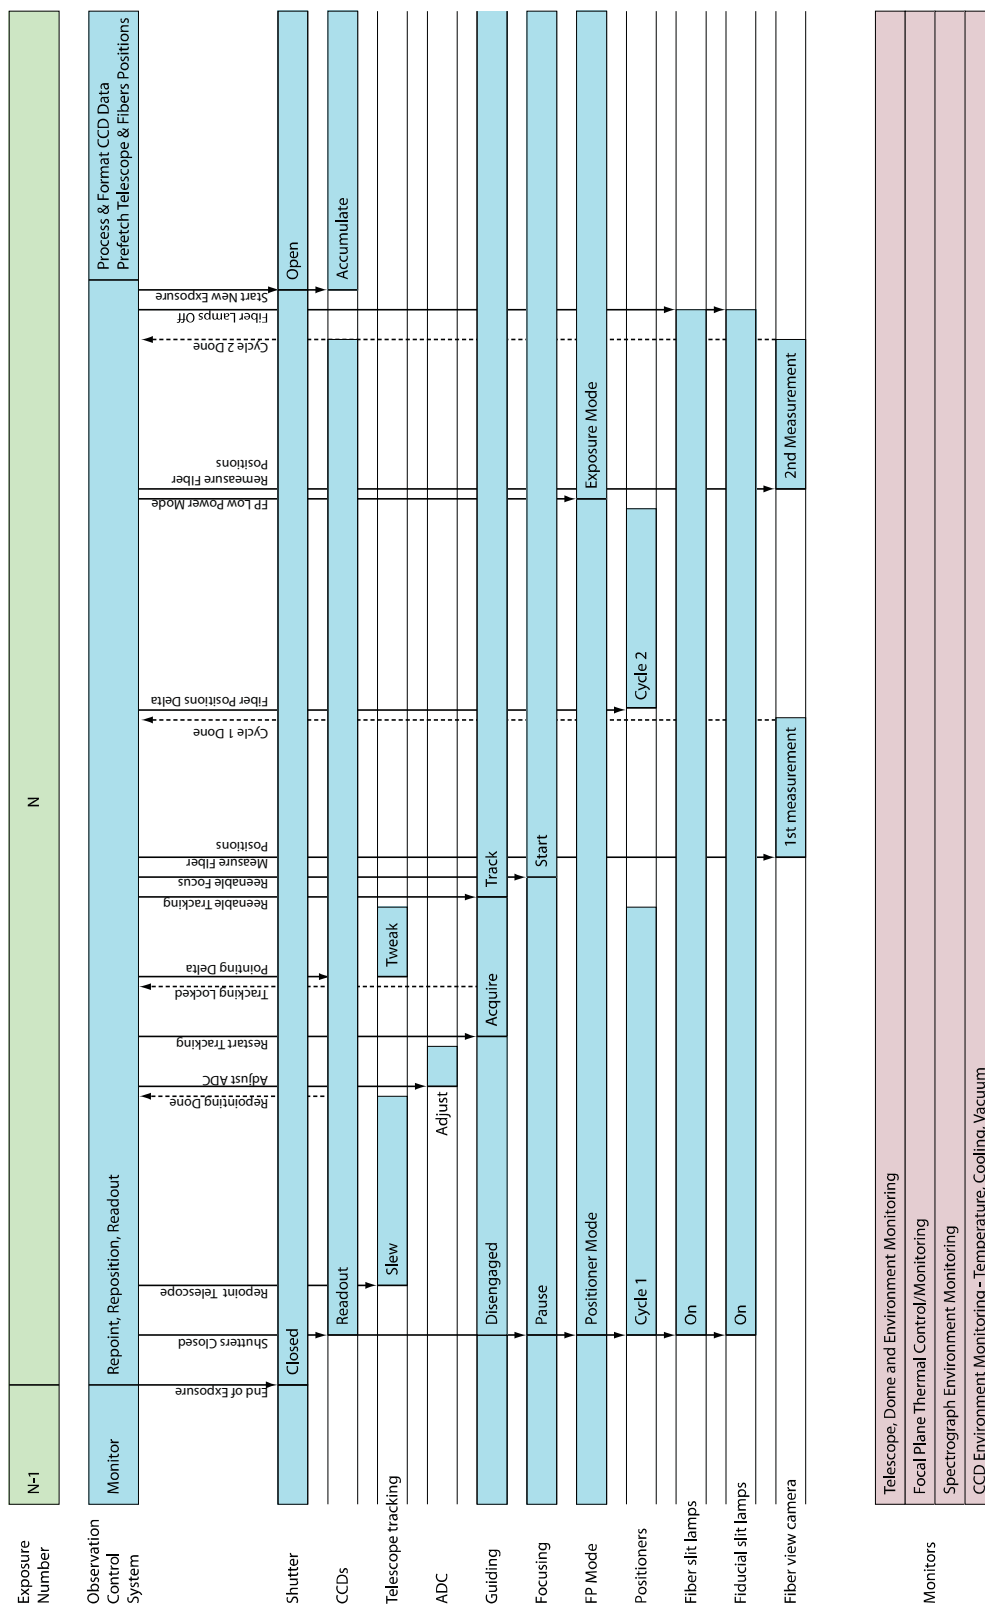 Exposure
Number
N-1
N
Observation
Control
System
Monitor
Repoint, Reposition, Readout
Process & Format CCD Data
Prefetch Telescope & Fibers Positions
End of Exposure
Shutters Closed
Repoint Telescope
Repointing Done
Adjust ADC
Restart Tracking
Tracking Locked
Pointing Delta
Reenable Tracking
Reenable Focus
Measure Fiber
Positions
Cycle 1 Done
Fiber Positions Delta
FP Low Power Mode
Remeasure Fiber
Positions
Cycle 2 Done
Fiber Lamps Off
Start New Exposure
Shutter
Closed
Open
CCDs
Readout
Accumulate
Telescope tracking
Slew
Tweak
ADC
Adjust
Guiding
Disengaged
Acquire
Track
Focusing
Pause
Start
FP Mode
Positioner Mode
Exposure Mode
Positioners
Cycle 1
Cycle 2
Fiber slit lamps
On
Fiducial slit lamps
On
Fiber view camera
1st measurement
2nd Measurement
Monitors
Telescope, Dome and Environment Monitoring
Focal Plane Thermal Control/Monitoring
Spectrograph Environment Monitoring
CCD Environment Monitoring - Temperature, Cooling, Vacuum